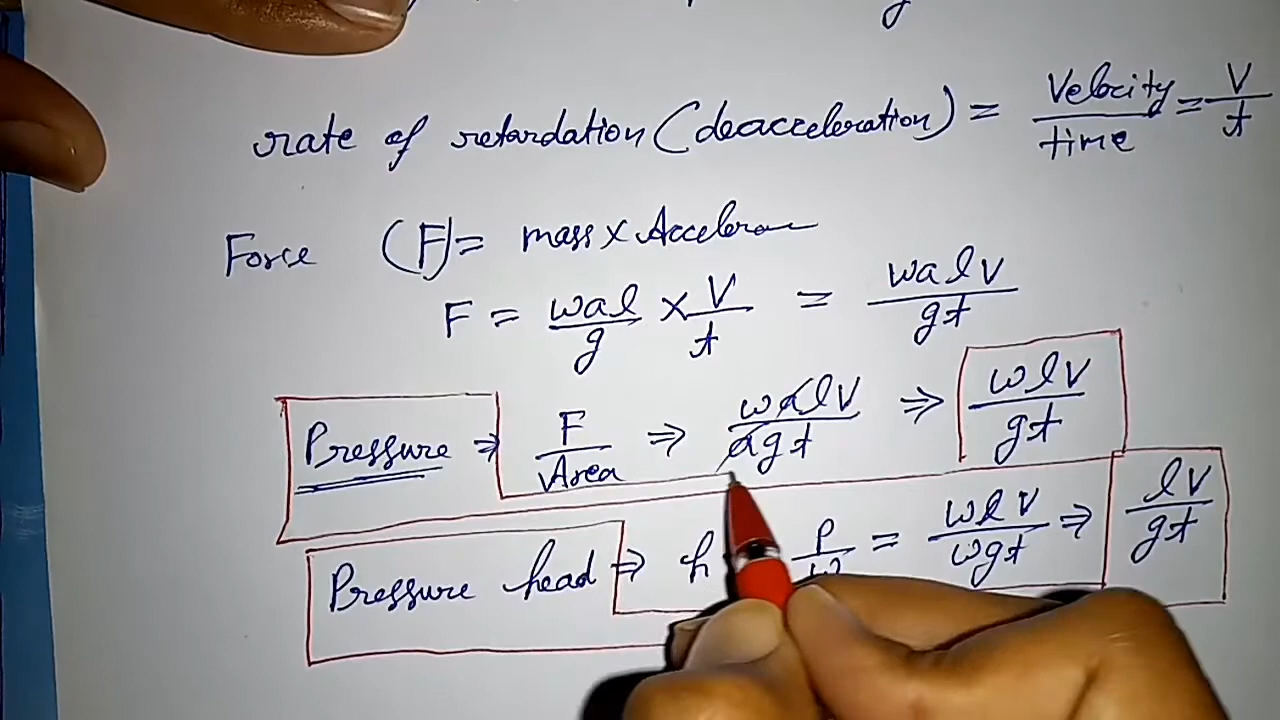 rate of retardation (deacceleration) = Velocity/time = V/t
Force (F) = mass x Acceleran
F = wal/g x V/t = walV/gt
Pressure ⇒ F/Area ⇒ walV/agt ⇒ wlV/gt
Pressure head ⇒ h P/w = wlV/wgt ⇒ lV/gt